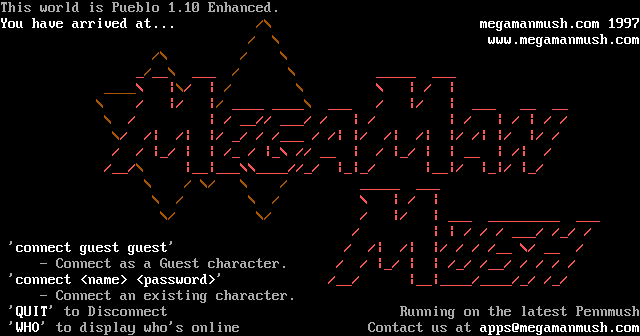 This world is Pueblo 1.10 Enhanced.
You have arrived at... megamanmush.com 1997
www.megamanmush.com
MegaMan
Mush
'connect guest guest'
- Connect as a Guest character.
'connect <name> <password>'
- Connect an existing character.
'QUIT' to Disconnect Running on the latest Pennmush
'WHO' to display who's online Contact us at apps@megamanmush.com